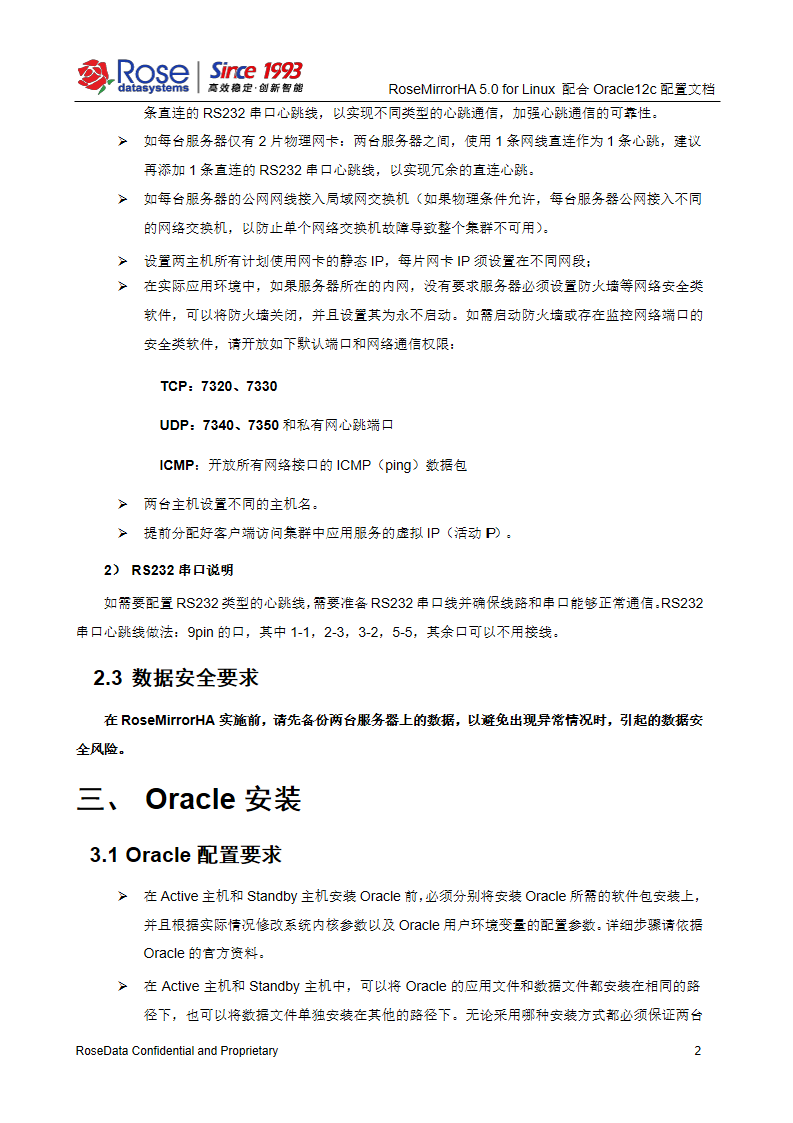 Rose
datasystems
Since 1993
高效稳定·创新智能
RoseMirrorHA 5.0 for Linux 配合 Oracle12c 配置文档
条直连的 RS232 串口心跳线，以实现不同类型的心跳通信，加强心跳通信的可靠性。
➢ 如每台服务器仅有 2 片物理网卡：两台服务器之间，使用 1 条网线直连作为 1 条心跳，建议
再添加 1 条直连的 RS232 串口心跳线，以实现冗余的直连心跳。
➢ 如每台服务器的公网网线接入局域网交换机（如果物理条件允许，每台服务器公网接入不同
的网络交换机，以防止单个网络交换机故障导致整个集群不可用）。
➢ 设置两主机所有计划使用网卡的静态 IP，每片网卡 IP 须设置在不同网段；
➢ 在实际应用环境中，如果服务器所在的内网，没有要求服务器必须设置防火墙等网络安全类
软件，可以将防火墙关闭，并且设置其为永不启动。如需启动防火墙或存在监控网络端口的
安全类软件，请开放如下默认端口和网络通信权限：
TCP：7320、7330
UDP：7340、7350 和私有网心跳端口
ICMP：开放所有网络接口的 ICMP（ping）数据包
➢ 两台主机设置不同的主机名。
➢ 提前分配好客户端访问集群中应用服务的虚拟 IP（活动 IP）。
2） RS232 串口说明
如需要配置 RS232 类型的心跳线，需要准备 RS232 串口线并确保线路和串口能够正常通信。RS232
串口心跳线做法：9pin 的口，其中 1-1，2-3，3-2，5-5，其余口可以不用接线。
2.3 数据安全要求
在 RoseMirrorHA 实施前，请先备份两台服务器上的数据，以避免出现异常情况时，引起的数据安
全风险。
三、 Oracle 安装
3.1 Oracle 配置要求
➢ 在 Active 主机和 Standby 主机安装 Oracle 前，必须分别将安装 Oracle 所需的软件包安装上，
并且根据实际情况修改系统内核参数以及 Oracle 用户环境变量的配置参数。详细步骤请依据
Oracle 的官方资料。
➢ 在 Active 主机和 Standby 主机中，可以将 Oracle 的应用文件和数据文件都安装在相同的路
径下，也可以将数据文件单独安装在其他的路径下。无论采用哪种安装方式都必须保证两台
RoseData Confidential and Proprietary 2